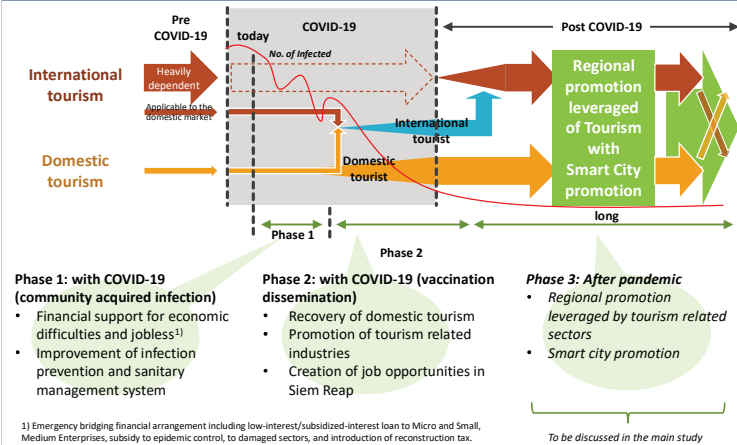 Pre
COVID-19
COVID-19
Post COVID-19
today
No. of Infected
International
tourism
Heavily
dependent
Applicable to the
domestic market
International
tourist
Domestic
tourism
Domestic
tourist
Regional
promotion
leveraged
of Tourism
with
Smart City
promotion
long
Phase 1
Phase 2
Phase 1: with COVID-19
(community acquired infection)
• Financial support for economic
difficulties and jobless1)
• Improvement of infection
prevention and sanitary
management system
Phase 2: with COVID-19 (vaccination
dissemination)
• Recovery of domestic tourism
• Promotion of tourism related
industries
• Creation of job opportunities in
Siem Reap
Phase 3: After pandemic
• Regional promotion
leveraged by tourism related
sectors
• Smart city promotion
1) Emergency bridging financial arrangement including low-interest/subsidized-interest loan to Micro and Small,
Medium Enterprises, subsidy to epidemic control, to damaged sectors, and introduction of reconstruction tax.
To be discussed in the main study